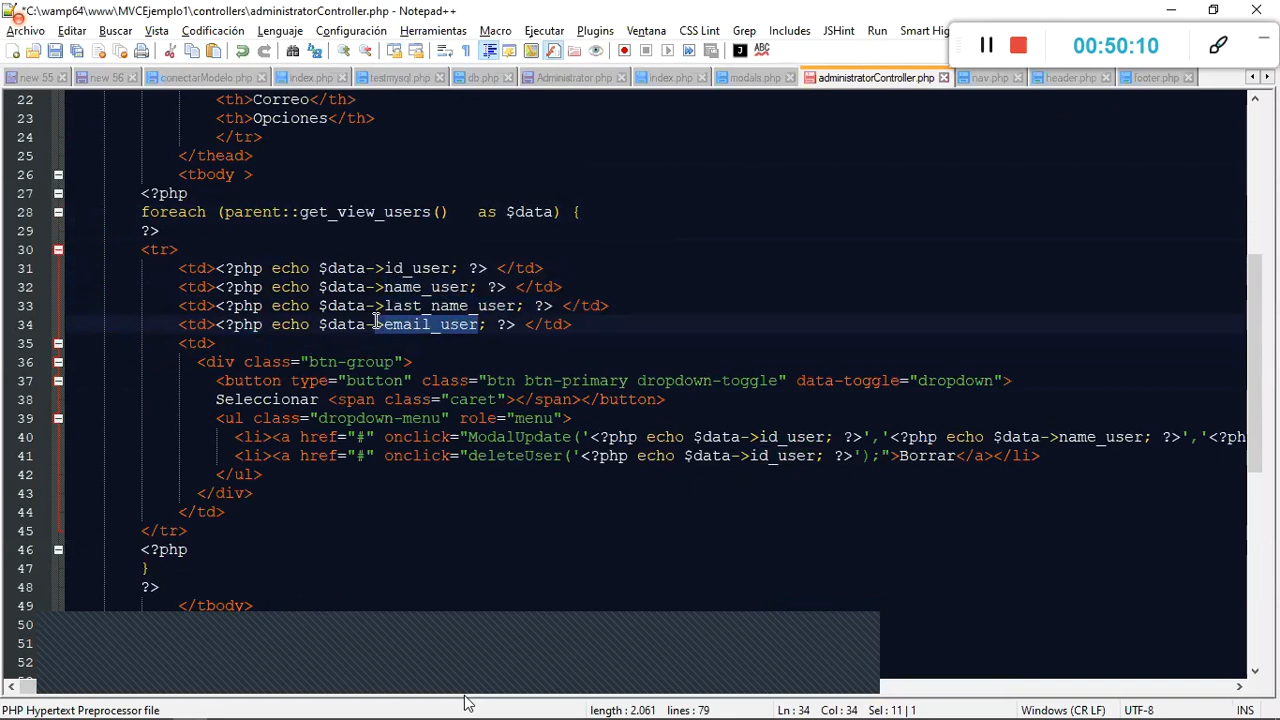 *C:\wamp64\www\MVCEjemplo1\controllers\administratorController.php - Notepad++
Archivo Editar Buscar Vista Codificación Lenguaje Configuración Herramientas Macro Ejecutar Plugins Ventana CSS Lint Includes JSHint Run Smart Hig
00:50:10
new 55 new 56 conectarModelo.php index.php testmysql.php db.php Administrator.php index.php modals.php administratorController.php nav.php header.php footer.php
22 <th>Correo</th>
23 <th>Opciones</th>
24 </tr>
25 </thead>
26 <tbody >
27 <?php
28 foreach (parent::get_view_users() as $data) {
29 ?>
30 <tr>
31 <td><?php echo $data->id_user; ?> </td>
32 <td><?php echo $data->name_user; ?> </td>
33 <td><?php echo $data->last_name_user; ?> </td>
34 <td><?php echo $data->email_user; ?> </td>
35 <td>
36 <div class="btn-group">
37 <button type="button" class="btn btn-primary dropdown-toggle" data-toggle="dropdown">
38 Seleccionar <span class="caret"></span></button>
39 <ul class="dropdown-menu" role="menu">
40 <li><a href="#" onclick="ModalUpdate('<?php echo $data->id_user; ?>','<?php echo $data->name_user; ?>','<?ph
41 <li><a href="#" onclick="deleteUser('<?php echo $data->id_user; ?>');">Borrar</a></li>
42 </ul>
43 </div>
44 </td>
45 </tr>
46 <?php
47 }
48 ?>
49 </tbody>
50
51
52
PHP Hypertext Preprocessor file length : 2.061 lines : 79 Ln : 34 Col : 34 Sel : 11 | 1 Windows (CR LF) UTF-8 INS